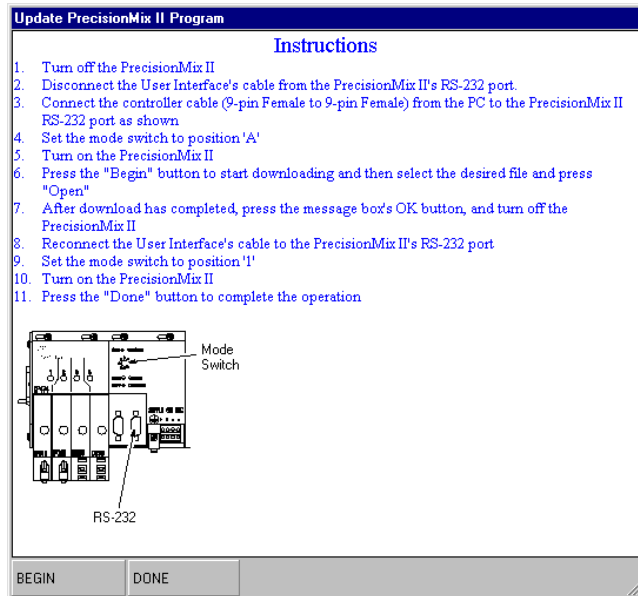 Update PrecisionMix II Program
Instructions
1. Turn off the PrecisionMix II
2. Disconnect the User Interface's cable from the PrecisionMix II's RS-232 port.
3. Connect the controller cable (9-pin Female to 9-pin Female) from the PC to the PrecisionMix II
RS-232 port as shown
4. Set the mode switch to position 'A'
5. Turn on the PrecisionMix II
6. Press the "Begin" button to start downloading and then select the desired file and press
"Open"
7. After download has completed, press the message box's OK button, and turn off the
PrecisionMix II
8. Reconnect the User Interface's cable to the PrecisionMix II's RS-232 port
9. Set the mode switch to position '1'
10. Turn on the PrecisionMix II
11. Press the "Done" button to complete the operation
Mode
Switch
RS-232
BEGIN
DONE